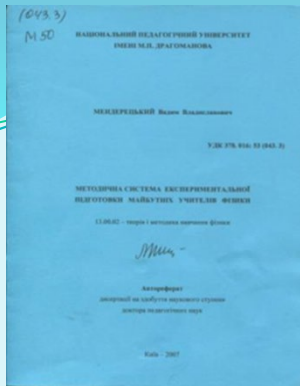 (043.3)
М50
НАЦІОНАЛЬНИЙ ПЕДАГОГІЧНИЙ УНІВЕРСИТЕТ
ІМЕНІ М.П. ДРАГОМАНОВА
МЕНДЕРЕЦЬКИЙ Вадим Владиславович
УДК 378. 016: 53 (043. 3)
МЕТОДИЧНА СИСТЕМА ЕКСПЕРИМЕНТАЛЬНОЇ
ПІДГОТОВКИ МАЙБУТНІХ УЧИТЕЛІВ ФІЗИКИ
13.00.02 – теорія і методика навчання фізики
Автореферат
дисертації на здобуття наукового ступеня
доктора педагогічних наук
Київ – 2007